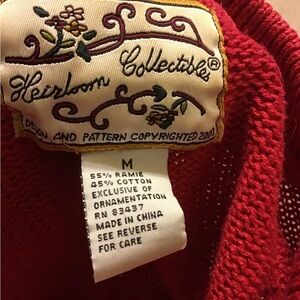 Heirloom Collectibles®
DESIGN AND PATTERN COPYRIGHTED 2003
M
55% RAMIE
45% COTTON
EXCLUSIVE OF
ORNAMENTATION
RN 83437
MADE IN CHINA
SEE REVERSE
FOR CARE